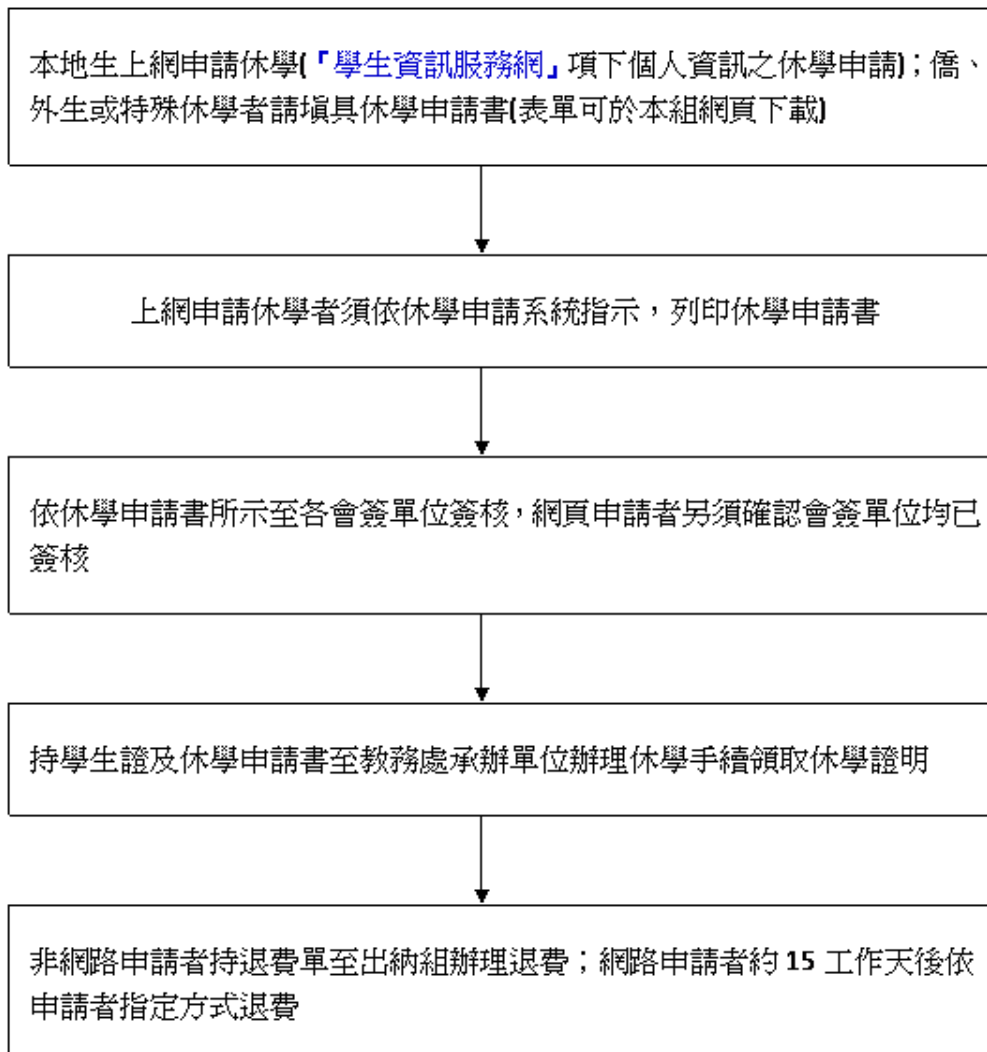 本地生上網申請休學(「學生資訊服務網」項下個人資訊之休學申請)；僑、
外生或特殊休學者請填具休學申請書(表單可於本組網頁下載)
上網申請休學者須依休學申請系統指示，列印休學申請書
依休學申請書所示至各會簽單位簽核，網頁申請者另須確認會簽單位均已
簽核
持學生證及休學申請書至教務處承辦單位辦理休學手續領取休學證明
非網路申請者持退費單至出納組辦理退費；網路申請者約 15 工作天後依
申請者指定方式退費